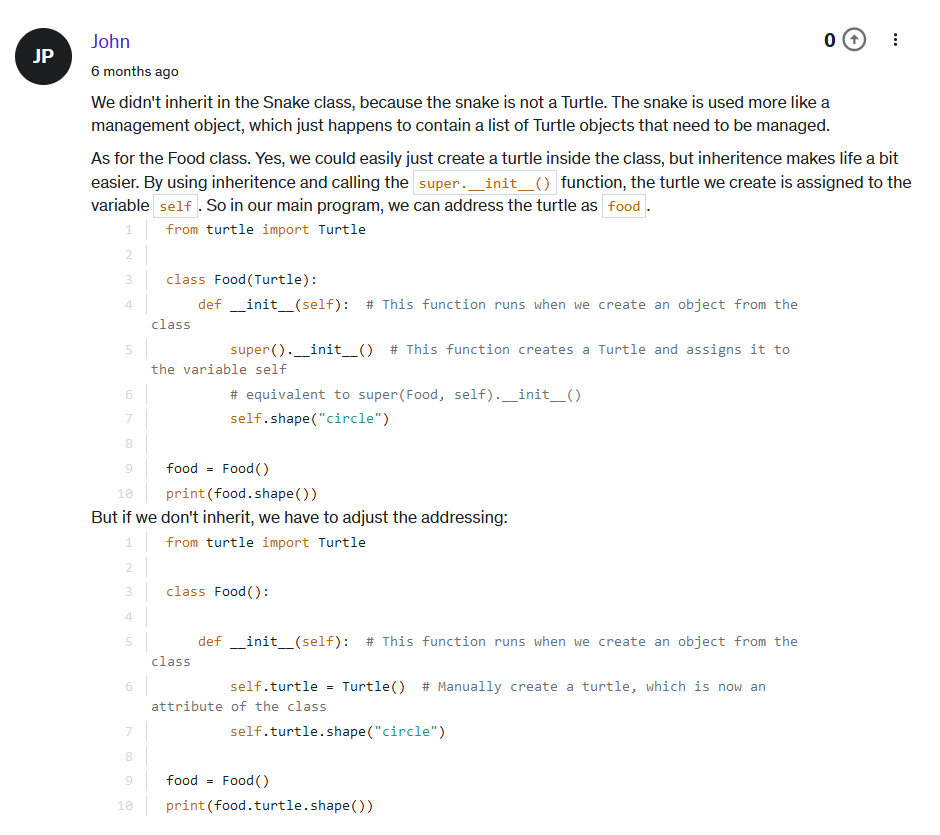 JP
John
0
6 months ago
We didn't inherit in the Snake class, because the snake is not a Turtle. The snake is used more like a
management object, which just happens to contain a list of Turtle objects that need to be managed.
As for the Food class. Yes, we could easily just create a turtle inside the class, but inheritence makes life a bit
easier. By using inheritence and calling the super.__init__() function, the turtle we create is assigned to the
variable self . So in our main program, we can address the turtle as food .
1 from turtle import Turtle
2
3 class Food(Turtle):
4     def __init__(self):  # This function runs when we create an object from the
class
5         super().__init__()  # This function creates a Turtle and assigns it to
the variable self
6         # equivalent to super(Food, self).__init__()
7         self.shape("circle")
8
9 food = Food()
10 print(food.shape())
But if we don't inherit, we have to adjust the addressing:
1 from turtle import Turtle
2
3 class Food():
4
5     def __init__(self):  # This function runs when we create an object from the
class
6         self.turtle = Turtle()  # Manually create a turtle, which is now an
attribute of the class
7         self.turtle.shape("circle")
8
9 food = Food()
10 print(food.turtle.shape())